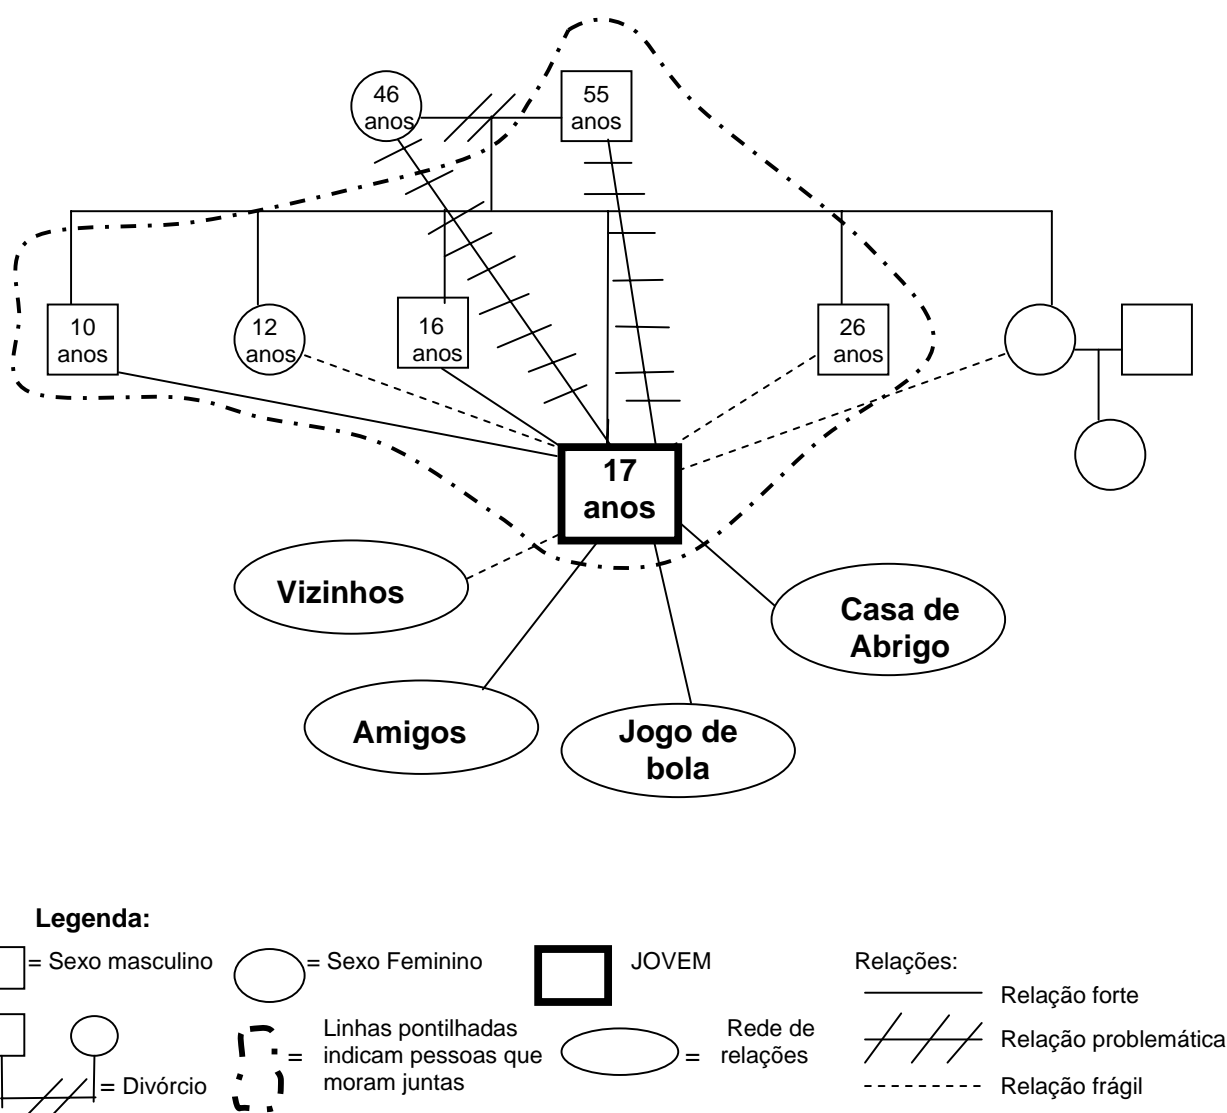 46
anos
55
anos
10
anos
12
anos
16
anos
26
anos
17
anos
Vizinhos
Casa de
Abrigo
Amigos
Jogo de
bola
Legenda:
= Sexo masculino
= Sexo Feminino
JOVEM
Relações:
Relação forte
Relação problemática
Relação frágil
= Divórcio
=
Linhas pontilhadas
indicam pessoas que
moram juntas
=
Rede de
relações